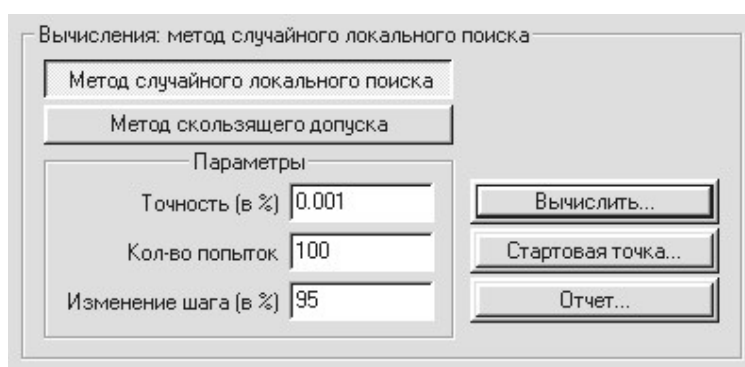 Вычисления: метод случайного локального поиска
Метод случайного локального поиска
Метод скользящего допуска
Параметры
Точность (в %) 0.001
Вычислить...
Кол-во попыток 100
Стартовая точка...
Изменение шага (в %) 95
Отчет...